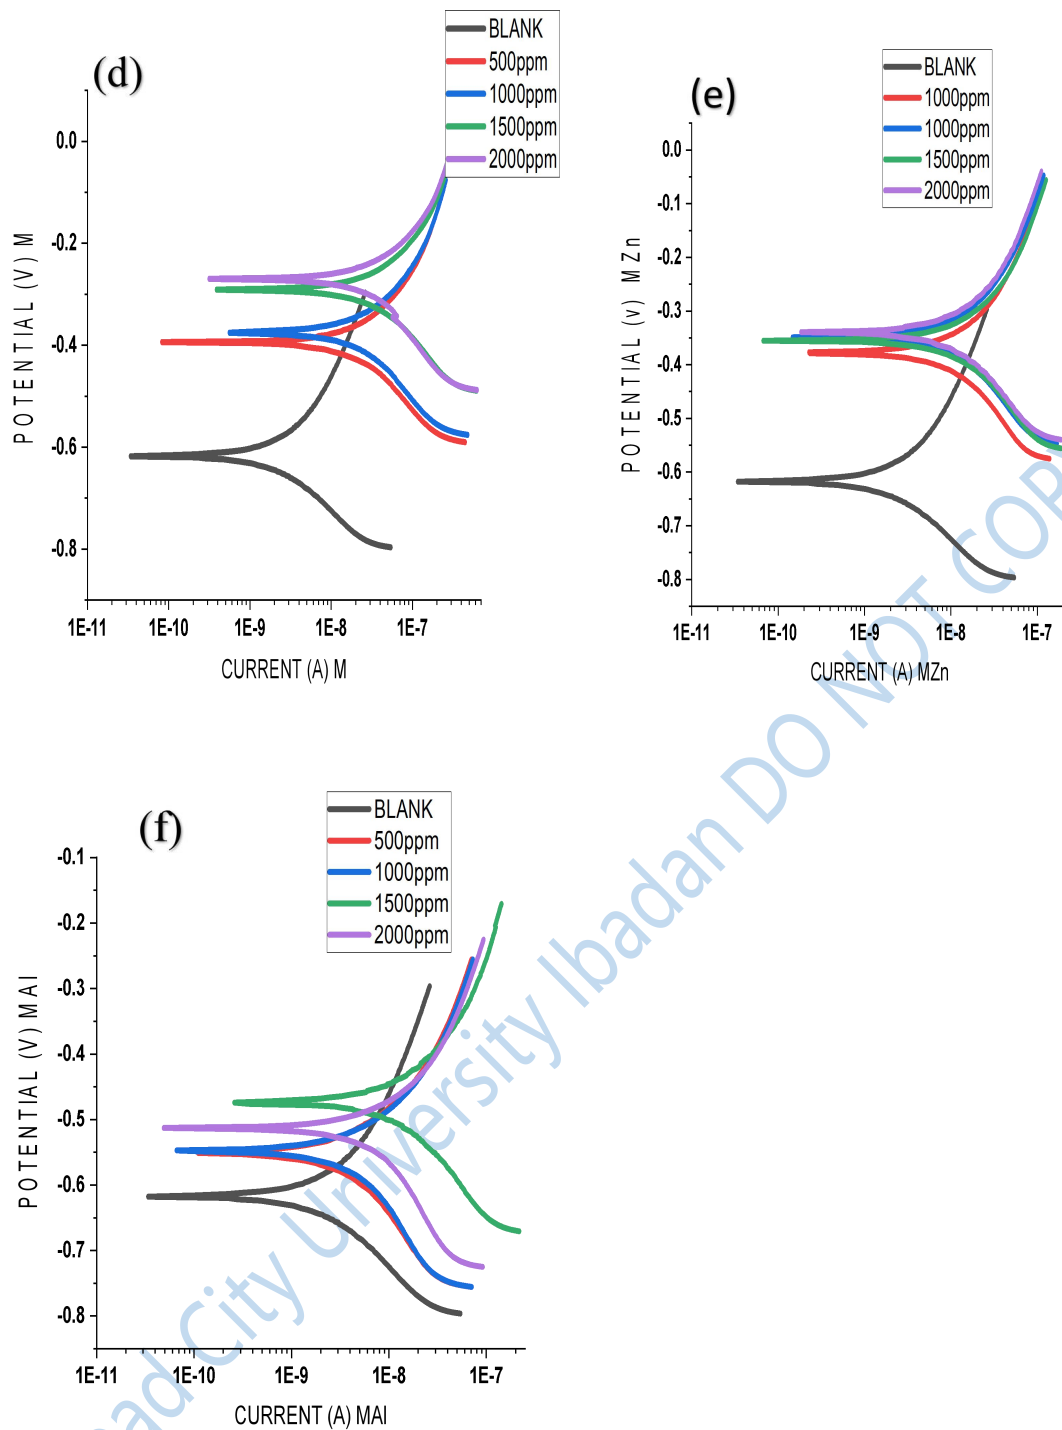 (d)
BLANK
500ppm
1000ppm
1500ppm
2000ppm
0.0
-0.2
-0.4
-0.6
-0.8
POTENTIAL (V) M
1E-11 1E-10 1E-9 1E-8 1E-7
CURRENT (A) M
(e)
BLANK
1000ppm
1000ppm
1500ppm
2000ppm
0.0
-0.1
-0.2
-0.3
-0.4
-0.5
-0.6
-0.7
-0.8
POTENTIAL (v) MZn
1E-11 1E-10 1E-9 1E-8 1E-7
CURRENT (A) MZn
(f)
BLANK
500ppm
1000ppm
1500ppm
2000ppm
-0.1
-0.2
-0.3
-0.4
-0.5
-0.6
-0.7
-0.8
POTENTIAL (V) MAI
1E-11 1E-10 1E-9 1E-8 1E-7
CURRENT (A) MAI
ad City University Ibadan DO NOT COP